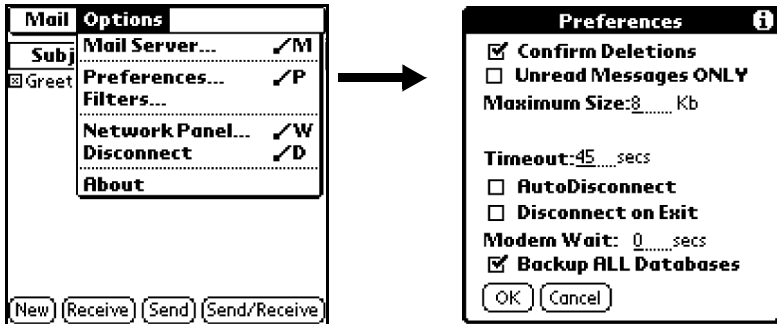 Mail Options
Subj
Greet
Mail Server... /M
Preferences... /P
Filters...
Network Panel... /W
Disconnect /D
About
New Receive Send Send/Receive
Preferences i
Confirm Deletions
Unread Messages ONLY
Maximum Size: 8 Kb
Timeout: 45 secs
AutoDisconnect
Disconnect on Exit
Modem Wait: 0 secs
Backup ALL Databases
OK Cancel